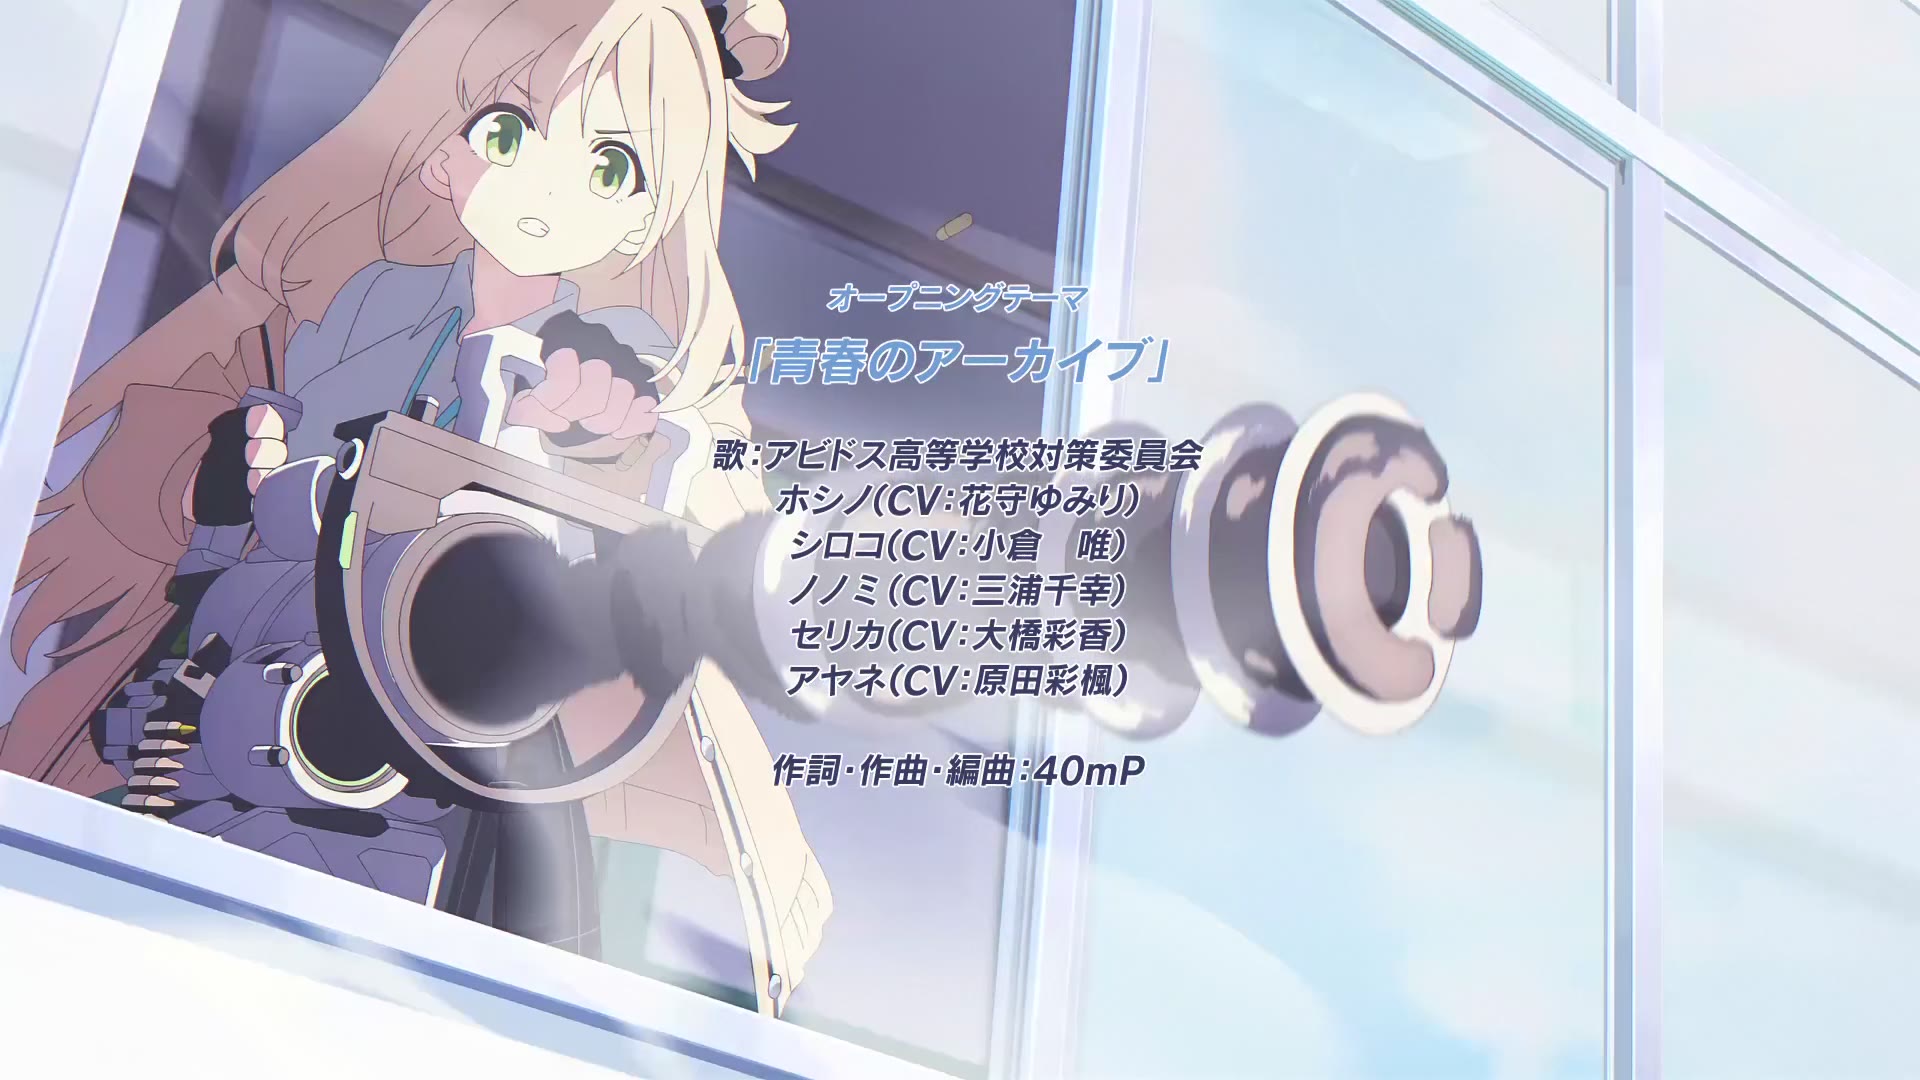 オープニングテーマ
「青春のアーカイブ」
歌：アビドス高等学校対策委員会
ホシノ（CV：花守ゆみり）
シロコ（CV：小倉　唯）
ノノミ（CV：三浦千幸）
セリカ（CV：大橋彩香）
アヤネ（CV：原田彩楓）
作詞・作曲・編曲：40mP